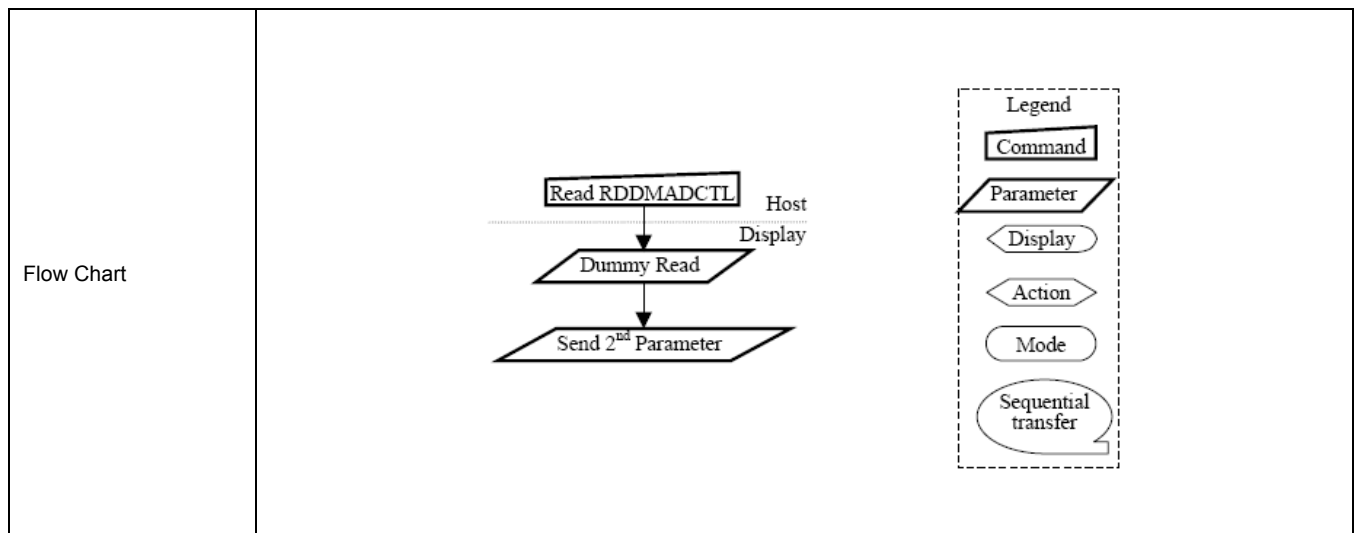 Flow Chart
Read RDDMADCTL
Host
Display
Dummy Read
Send 2nd Parameter
Legend
Command
Parameter
Display
Action
Mode
Sequential
transfer